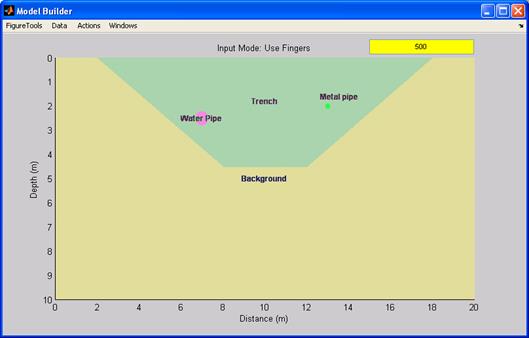 Model Builder
FigureTools Data Actions Windows
Input Mode: Use Fingers
500
0
1
2
3
4
5
6
7
8
9
10
Depth (m)
Trench
Metal pipe
Water Pipe
Background
0 2 4 6 8 10 12 14 16 18 20
Distance (m)